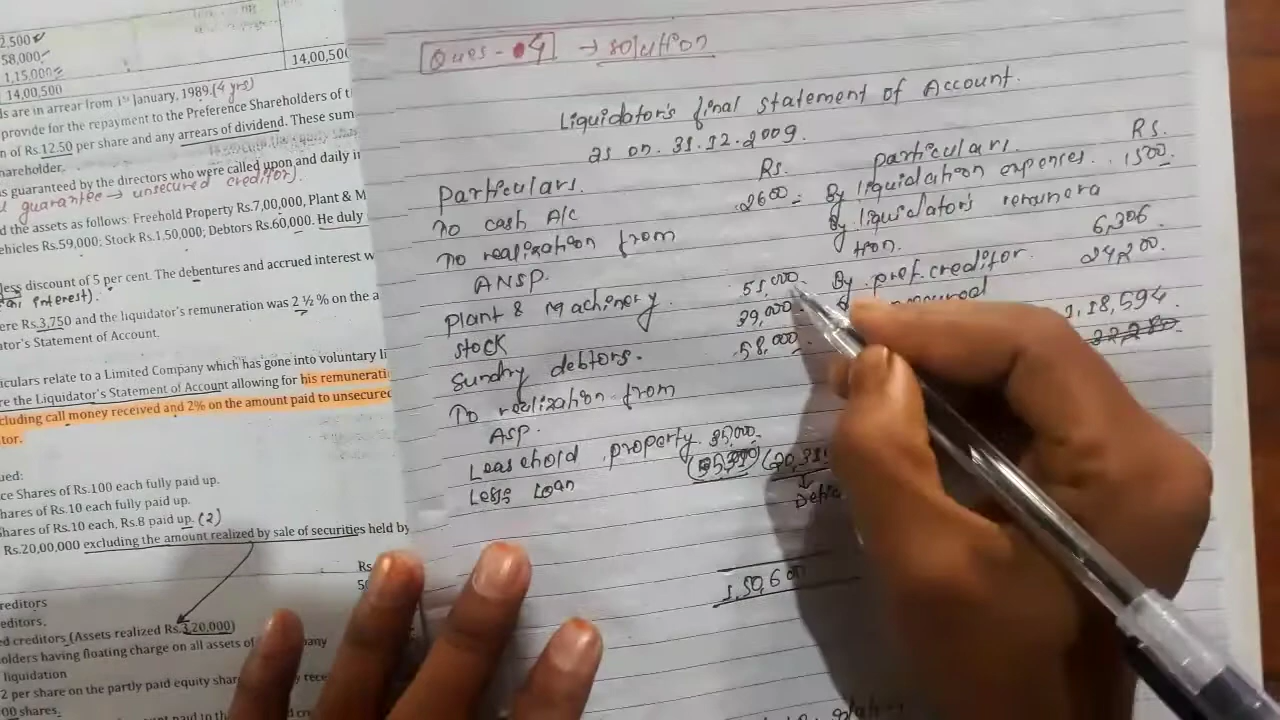 2,500
58,000
1,15,000
14,00,500
14,00,500
ds are in arrear from 1st January, 1989.(4 yrs)
provide for the repayment to the Preference Shareholders of t
n of Rs.12.50 per share and any arrears of dividend. These sum
nareholder.
s guaranteed by the directors who were called upon and daily i
guarantee → unsecured creditor).
d the assets as follows: Freehold Property Rs.7,00,000, Plant & M
ehicles Rs.59,000; Stock Rs.1,50,000; Debtors Rs.60,000. He duly
less discount of 5 per cent. The debentures and accrued interest w
interest).
ere Rs.3,750 and the liquidator's remuneration was 2 ½ % on the a
ator's Statement of Account.
iculars relate to a Limited Company which has gone into voluntary li
re the Liquidator's Statement of Account allowing for his remunerati
cluding call money received and 2% on the amount paid to unsecured
tor.
ued:
ce Shares of Rs.100 each fully paid up.
hares of Rs.10 each fully paid up.
shares of Rs.10 each, Rs.8 paid up. (2)
Rs.20,00,000 excluding the amount realized by sale of securities held by
Rs
creditors
editors.
ed creditors (Assets realized Rs.3,20,000)
olders having floating charge on all assets of
liquidation
2 per share on the partly paid equity shar
00 shares.
Ques - 04 → solution
Liquidator's final statement of Account.
as on. 31.12.2009.
Particulars. Rs. particulars. Rs.
To cash A/c 2600 By liquidation expenses. 1500
To realization from By liquidator's remunera
ANSP. tion. 6,306
plant & Machinery. 51,000 By pref. creditor. 24,200
stock 39,000
Sundry debtors. 58,000 1,18,594
To realization from
ASP.
Leasehold property 35,000
Less Loan
1,50,600